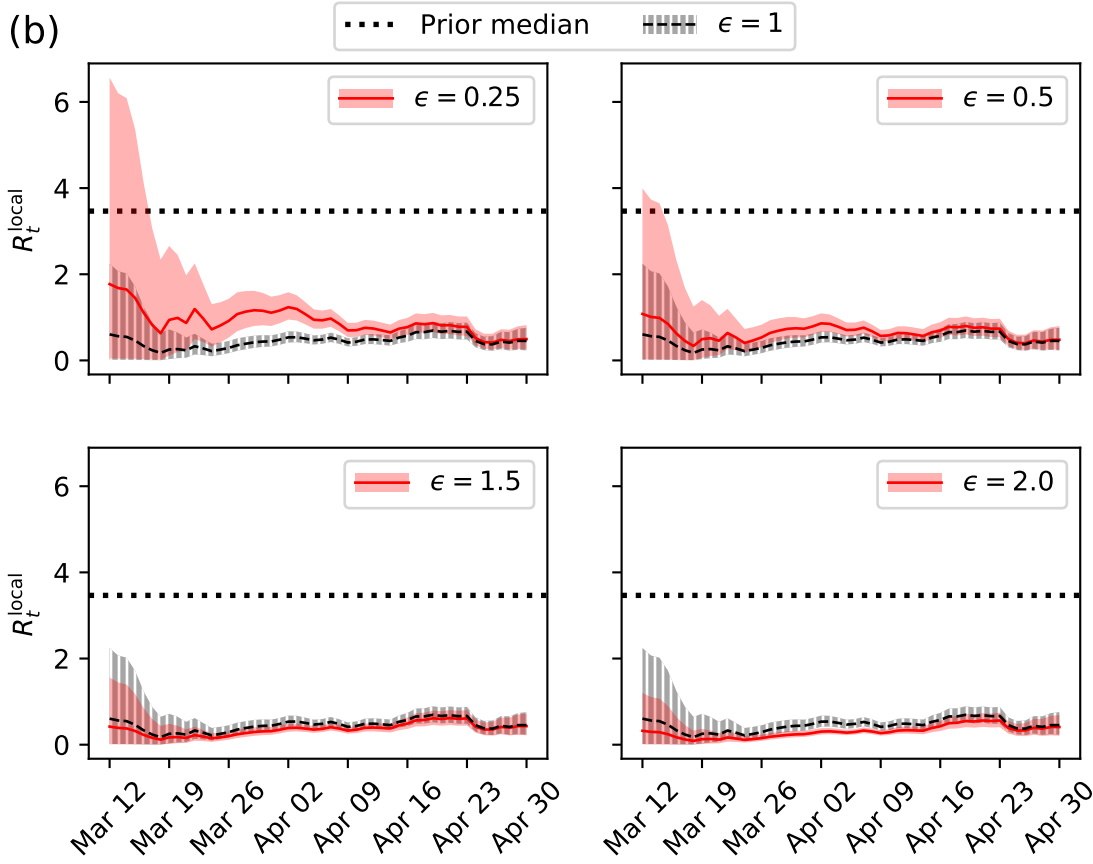 (b)
Prior median
ϵ = 1
ϵ = 0.25
ϵ = 0.5
6
4
2
0
R_t^local
ϵ = 1.5
ϵ = 2.0
6
4
2
0
R_t^local
Mar 12
Mar 19
Mar 26
Apr 02
Apr 09
Apr 16
Apr 23
Apr 30
Mar 12
Mar 19
Mar 26
Apr 02
Apr 09
Apr 16
Apr 23
Apr 30